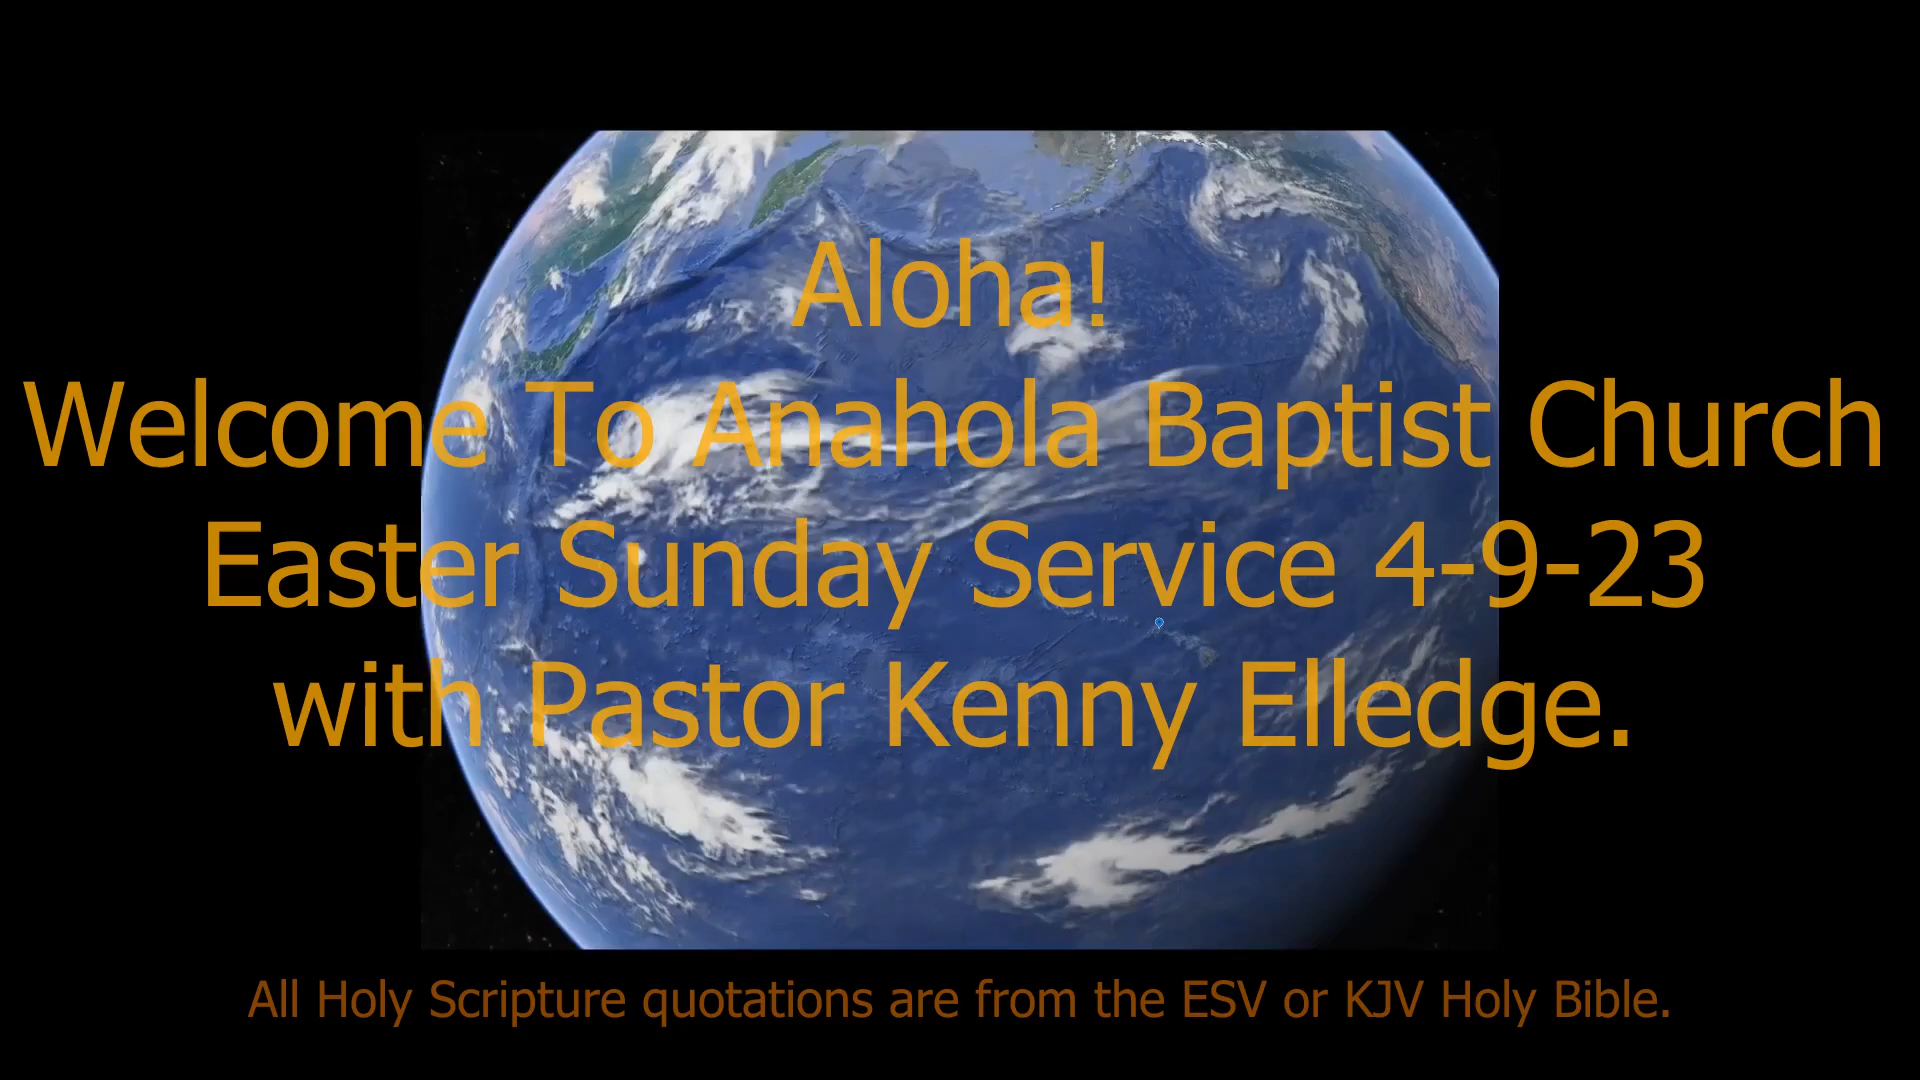 Aloha!
Welcome To Anahola Baptist Church
Easter Sunday Service 4-9-23
with Pastor Kenny Elledge.
All Holy Scripture quotations are from the ESV or KJV Holy Bible.